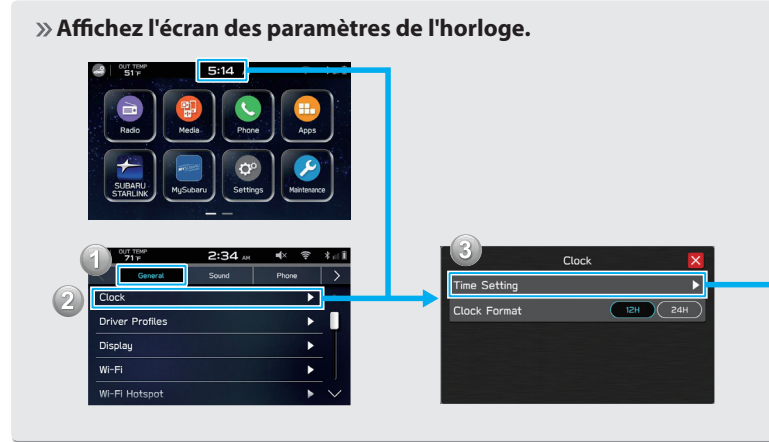 » Affichez l'écran des paramètres de l'horloge.
OUT TEMP
51°F
5:14
Radio
Media
Phone
Apps
SUBARU
STARLINK
MySubaru
Settings
Maintenance
1
OUT TEMP
71°F
2:34 AM
General
Sound
Phone
2
Clock
Driver Profiles
Display
Wi-Fi
Wi-Fi Hotspot
3
Clock
Time Setting
Clock Format
12H
24H